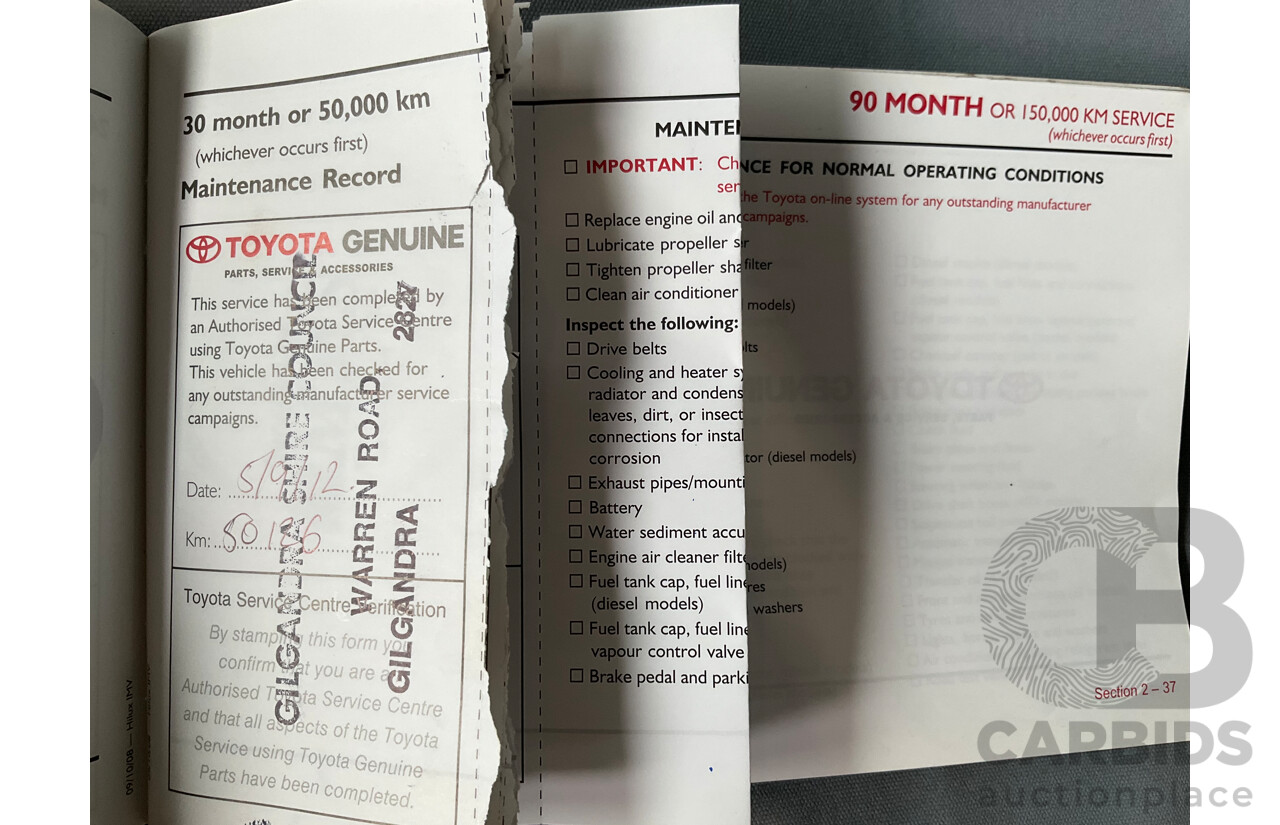 30 month or 50,000 km
(whichever occurs first)
Maintenance Record
TOYOTA GENUINE
PARTS, SERVICE & ACCESSORIES
This service has been completed by
an Authorised Toyota Service Centre
using Toyota Genuine Parts.
This vehicle has been checked for
any outstanding manufacturer service
campaigns.
Date: 5/9/12
Km: 50186
Toyota Service Centre Verification
By stamping this form you
confirm that you are an
Authorised Toyota Service Centre
and that all aspects of the Toyota
Service using Toyota Genuine
Parts have been completed.
GILGANDRA SHIRE COUNCIL
WARREN ROAD
GILGANDRA 2827
09/10/08 — Hilux IMV
MAINTE
IMPORTANT: Ch
ser
Replace engine oil and
Lubricate propeller
Tighten propeller sha
Clean air conditioner
Inspect the following:
Drive belts
Cooling and heater sy
radiator and condens
leaves, dirt, or insect
connections for instal
corrosion
Exhaust pipes/mounti
Battery
Water sediment accu
Engine air cleaner filte
Fuel tank cap, fuel line
(diesel models)
Fuel tank cap, fuel line
vapour control valve
Brake pedal and parki
90 MONTH OR 150,000 KM SERVICE
(whichever occurs first)
NCE FOR NORMAL OPERATING CONDITIONS
the Toyota on-line system for any outstanding manufacturer
campaigns.
filter
models)
lts
tor (diesel models)
odels)
res
washers
Section 2 – 37
CARBIDS
auctionplace